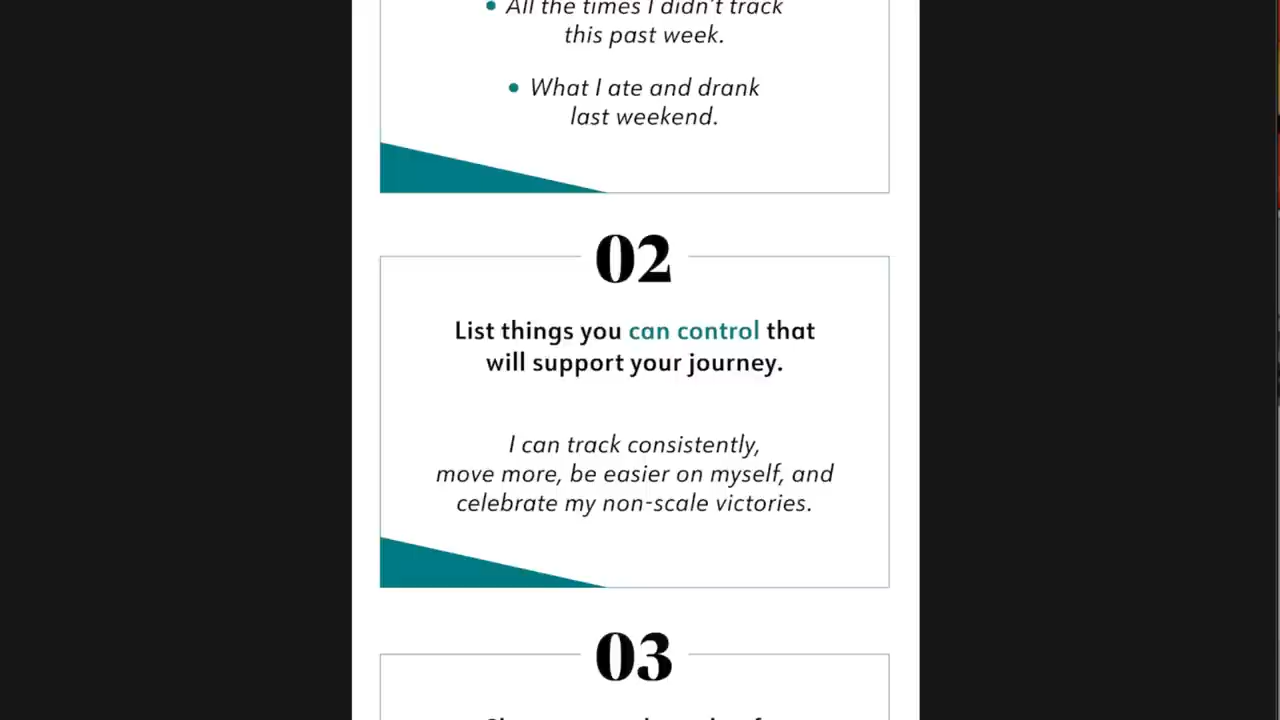 • All the times I didn't track
this past week.
• What I ate and drank
last weekend.
02
List things you can control that
will support your journey.
I can track consistently,
move more, be easier on myself, and
celebrate my non-scale victories.
03